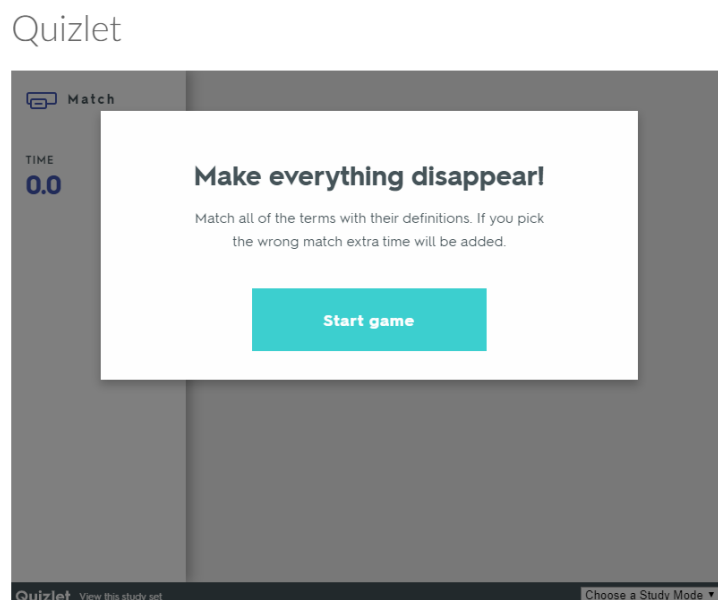 Quizlet
Match
TIME
0.0
Make everything disappear!
Match all of the terms with their definitions. If you pick
the wrong match extra time will be added.
Start game
Quizlet View this study set
Choose a Study Mode